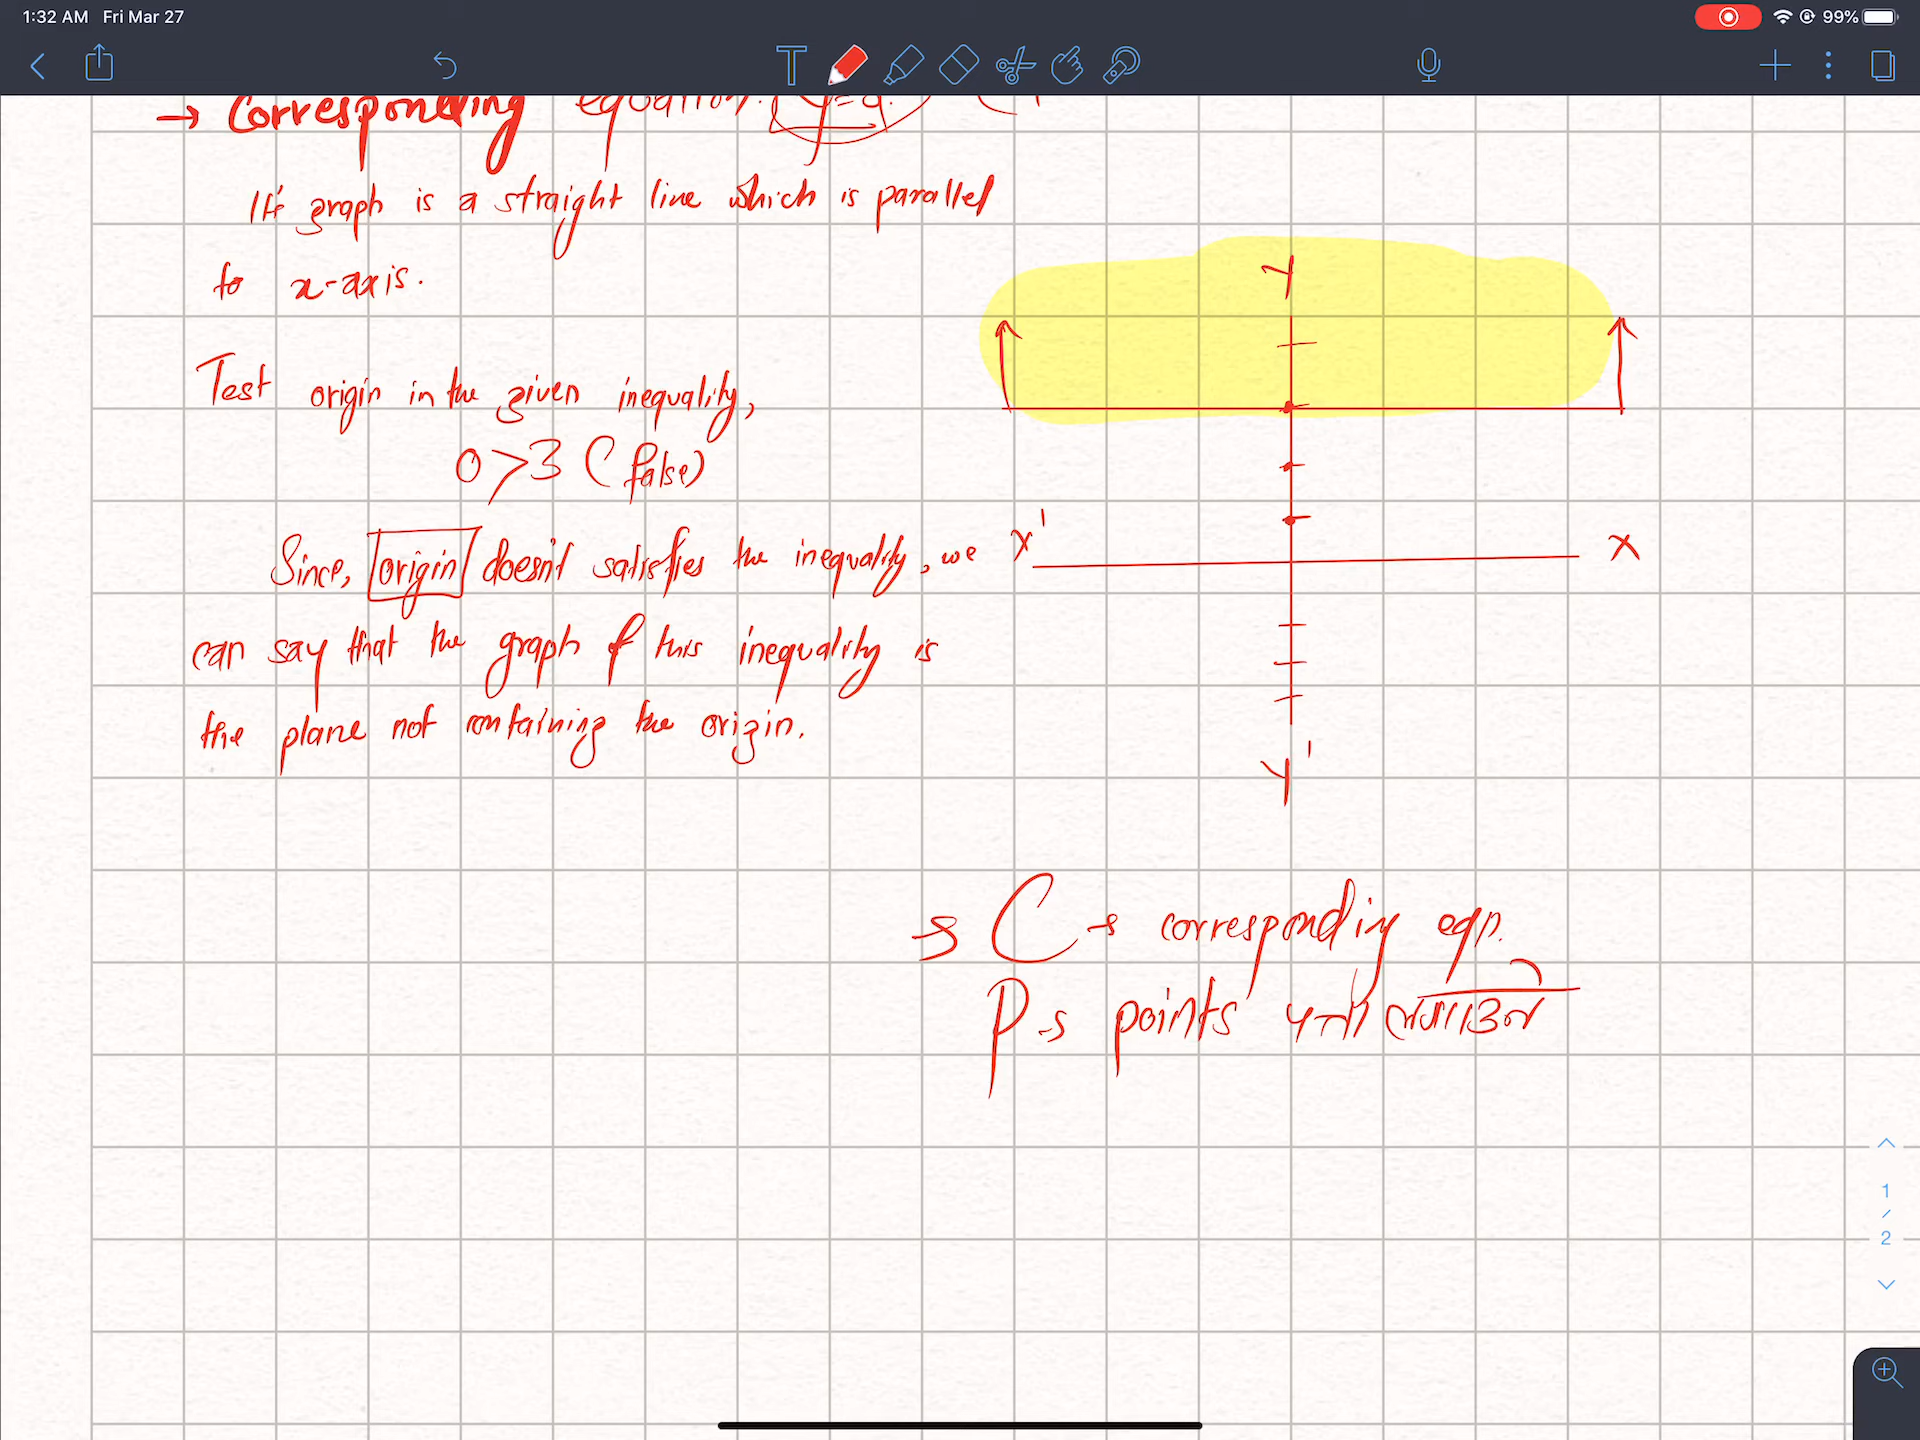 1:32 AM Fri Mar 27
99%
→ Corresponding equation.
It's graph is a straight line which is parallel
to x-axis.
Test origin in the given inequality,
0>3 (false)
Since, origin doesn't satisfies the inequality, we
can say that the graph of this inequality is
the plane not containing the origin.
Y
X' X
Y'
→ C → corresponding eqn.
P → points
1
/
2